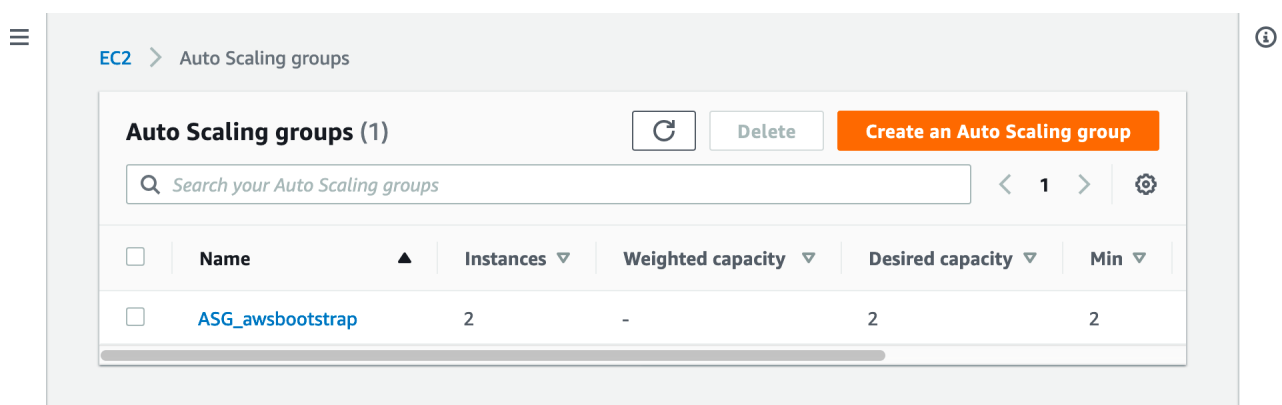 EC2 Auto Scaling groups
Auto Scaling groups (1) Delete Create an Auto Scaling group
Search your Auto Scaling groups 1
Name Instances Weighted capacity Desired capacity Min
ASG_awsbootstrap 2 - 2 2